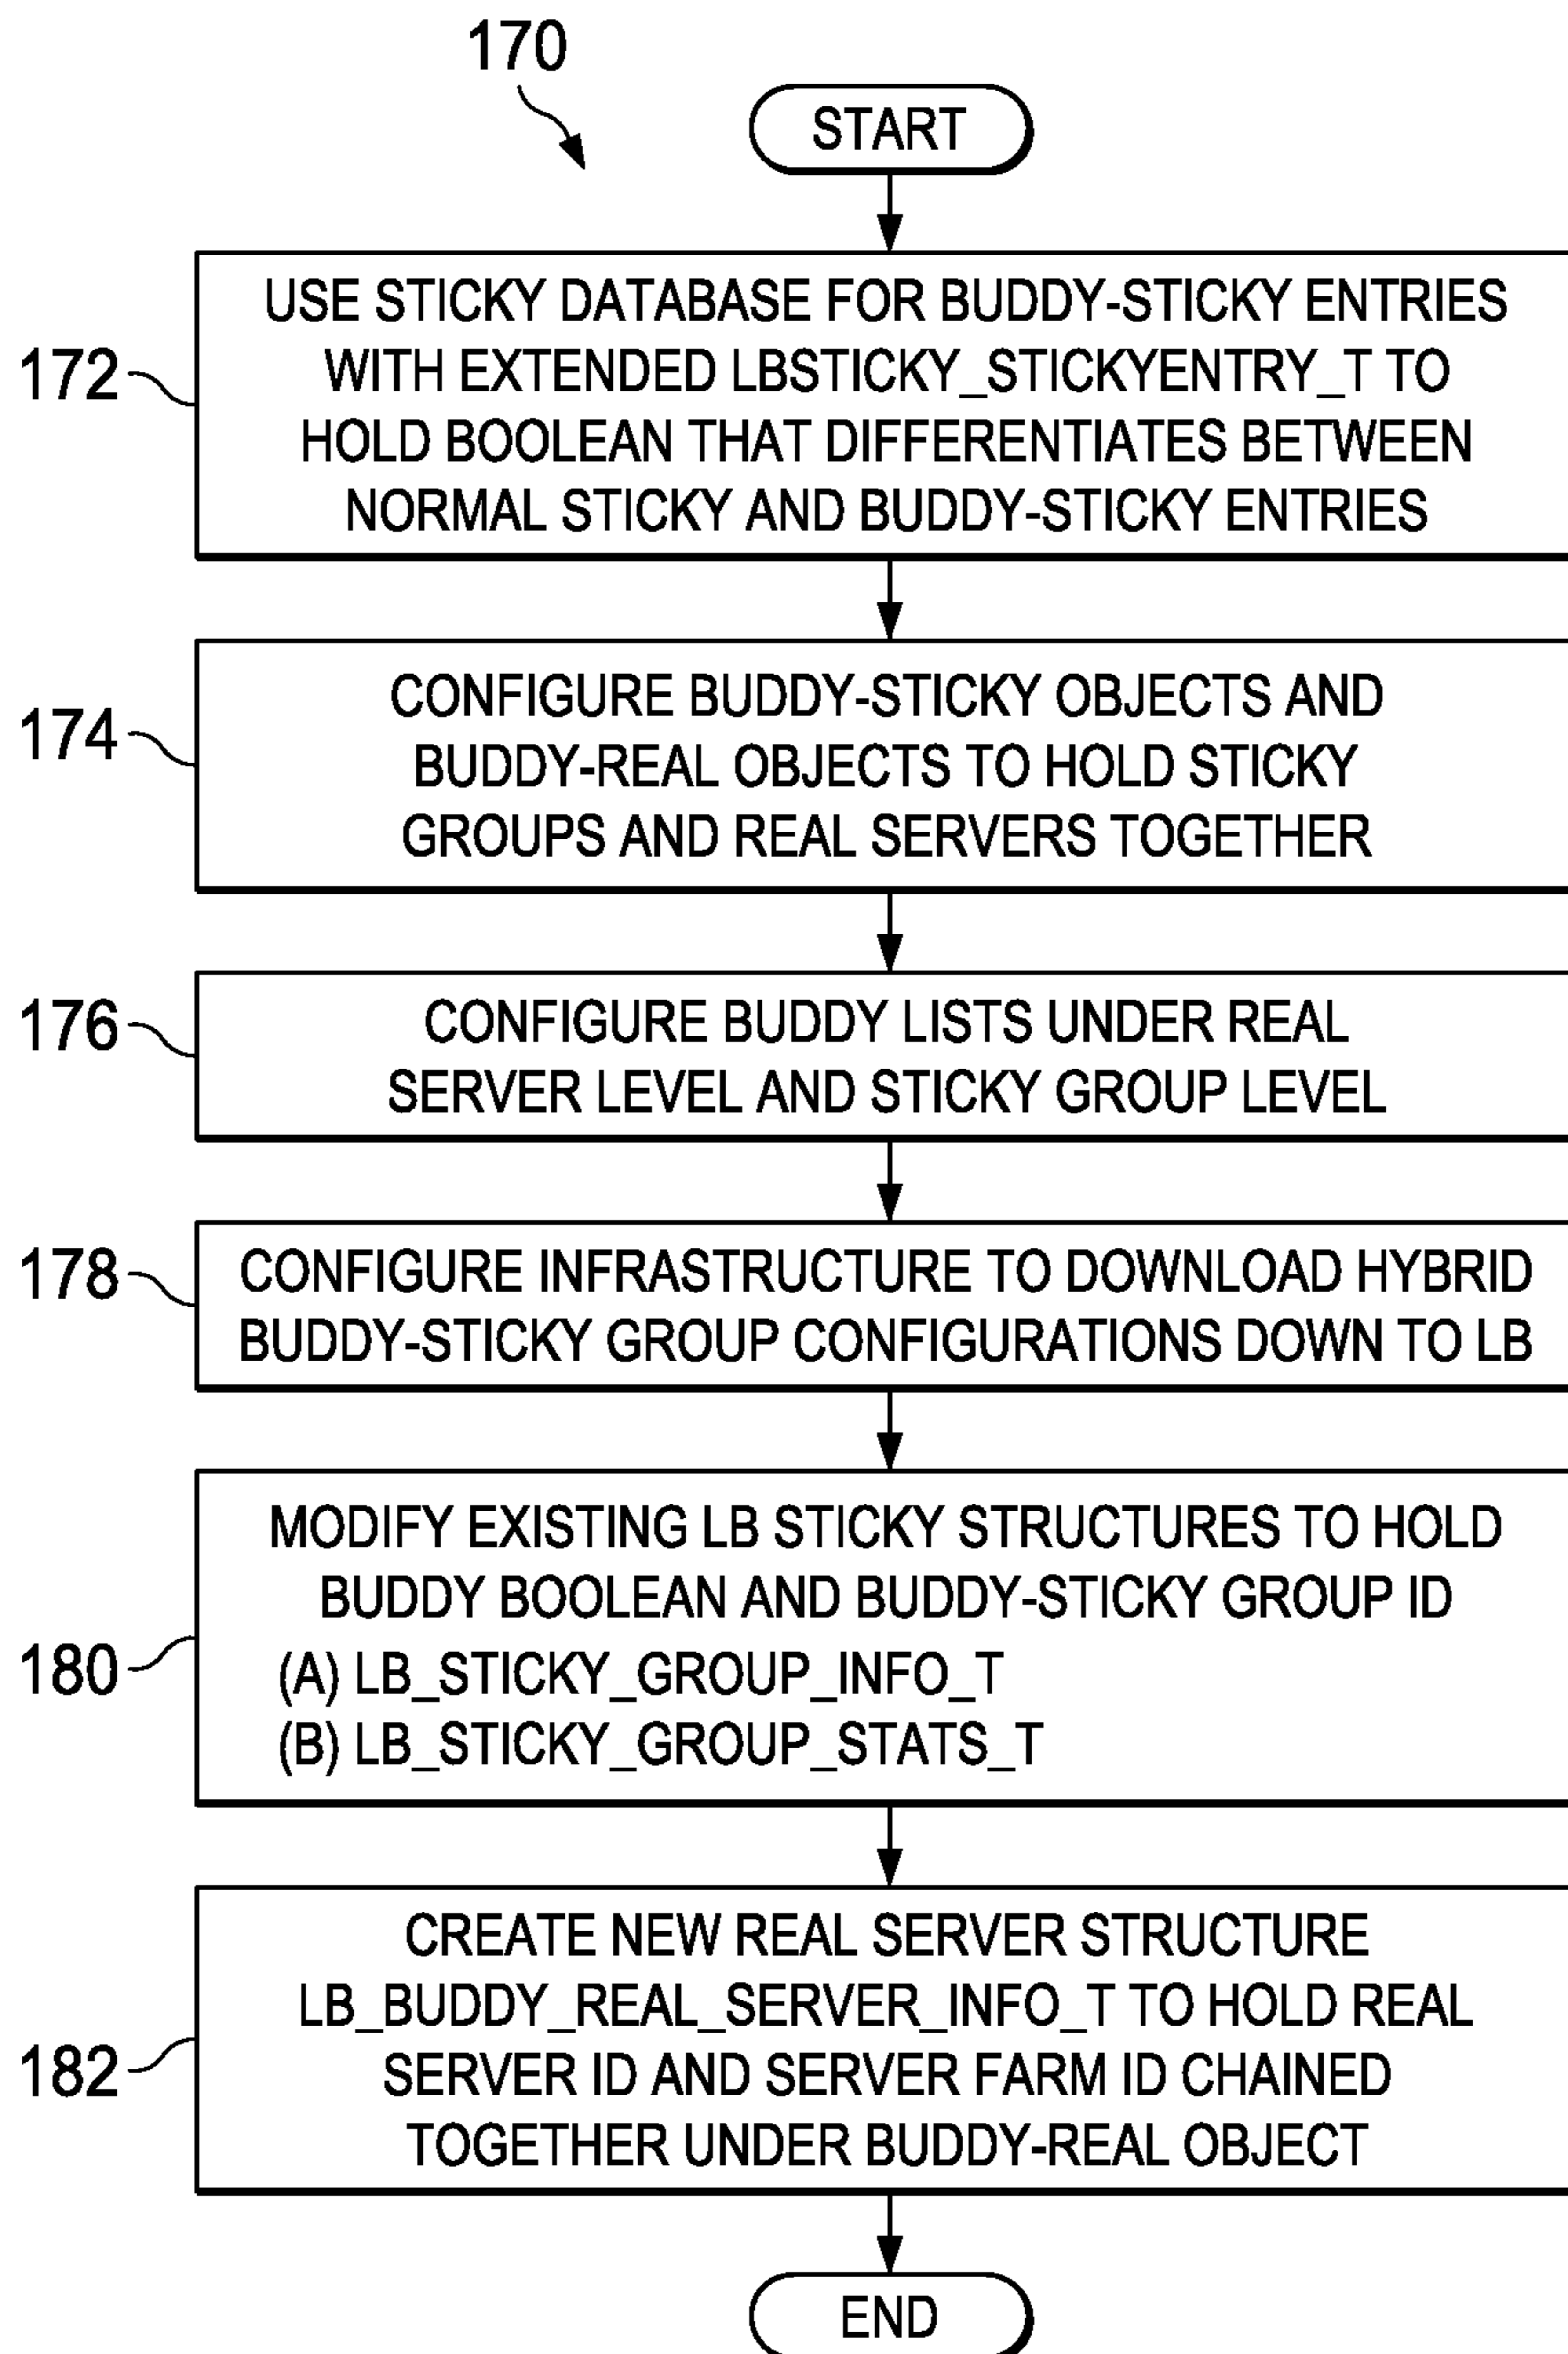 170
START
172
USE STICKY DATABASE FOR BUDDY-STICKY ENTRIES
WITH EXTENDED LBSTICKY_STICKYENTRY_T TO
HOLD BOOLEAN THAT DIFFERENTIATES BETWEEN
NORMAL STICKY AND BUDDY-STICKY ENTRIES
174
CONFIGURE BUDDY-STICKY OBJECTS AND
BUDDY-REAL OBJECTS TO HOLD STICKY
GROUPS AND REAL SERVERS TOGETHER
176
CONFIGURE BUDDY LISTS UNDER REAL
SERVER LEVEL AND STICKY GROUP LEVEL
178
CONFIGURE INFRASTRUCTURE TO DOWNLOAD HYBRID
BUDDY-STICKY GROUP CONFIGURATIONS DOWN TO LB
180
MODIFY EXISTING LB STICKY STRUCTURES TO HOLD
BUDDY BOOLEAN AND BUDDY-STICKY GROUP ID
(A) LB_STICKY_GROUP_INFO_T
(B) LB_STICKY_GROUP_STATS_T
182
CREATE NEW REAL SERVER STRUCTURE
LB_BUDDY_REAL_SERVER_INFO_T TO HOLD REAL
SERVER ID AND SERVER FARM ID CHAINED
TOGETHER UNDER BUDDY-REAL OBJECT
END